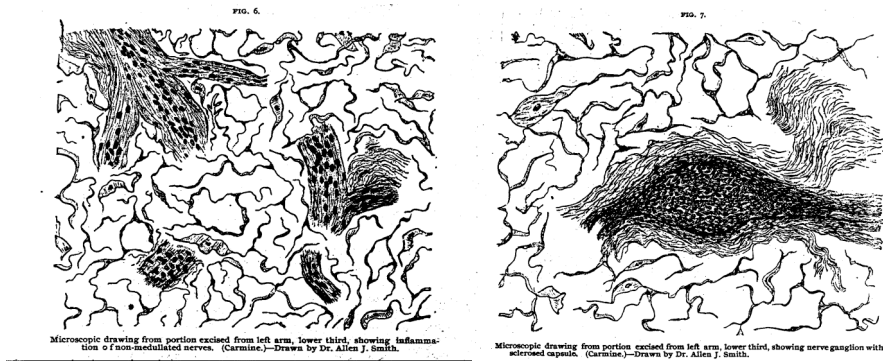 FIG. 6.
Microscopic drawing from portion excised from left arm, lower third, showing inflamma-
tion of non-medullated nerves. (Carmine.)—Drawn by Dr. Allen J. Smith.
FIG. 7.
Microscopic drawing from portion excised from left arm, lower third, showing nerve ganglion with
sclerosed capsule. (Carmine.)—Drawn by Dr. Allen J. Smith.